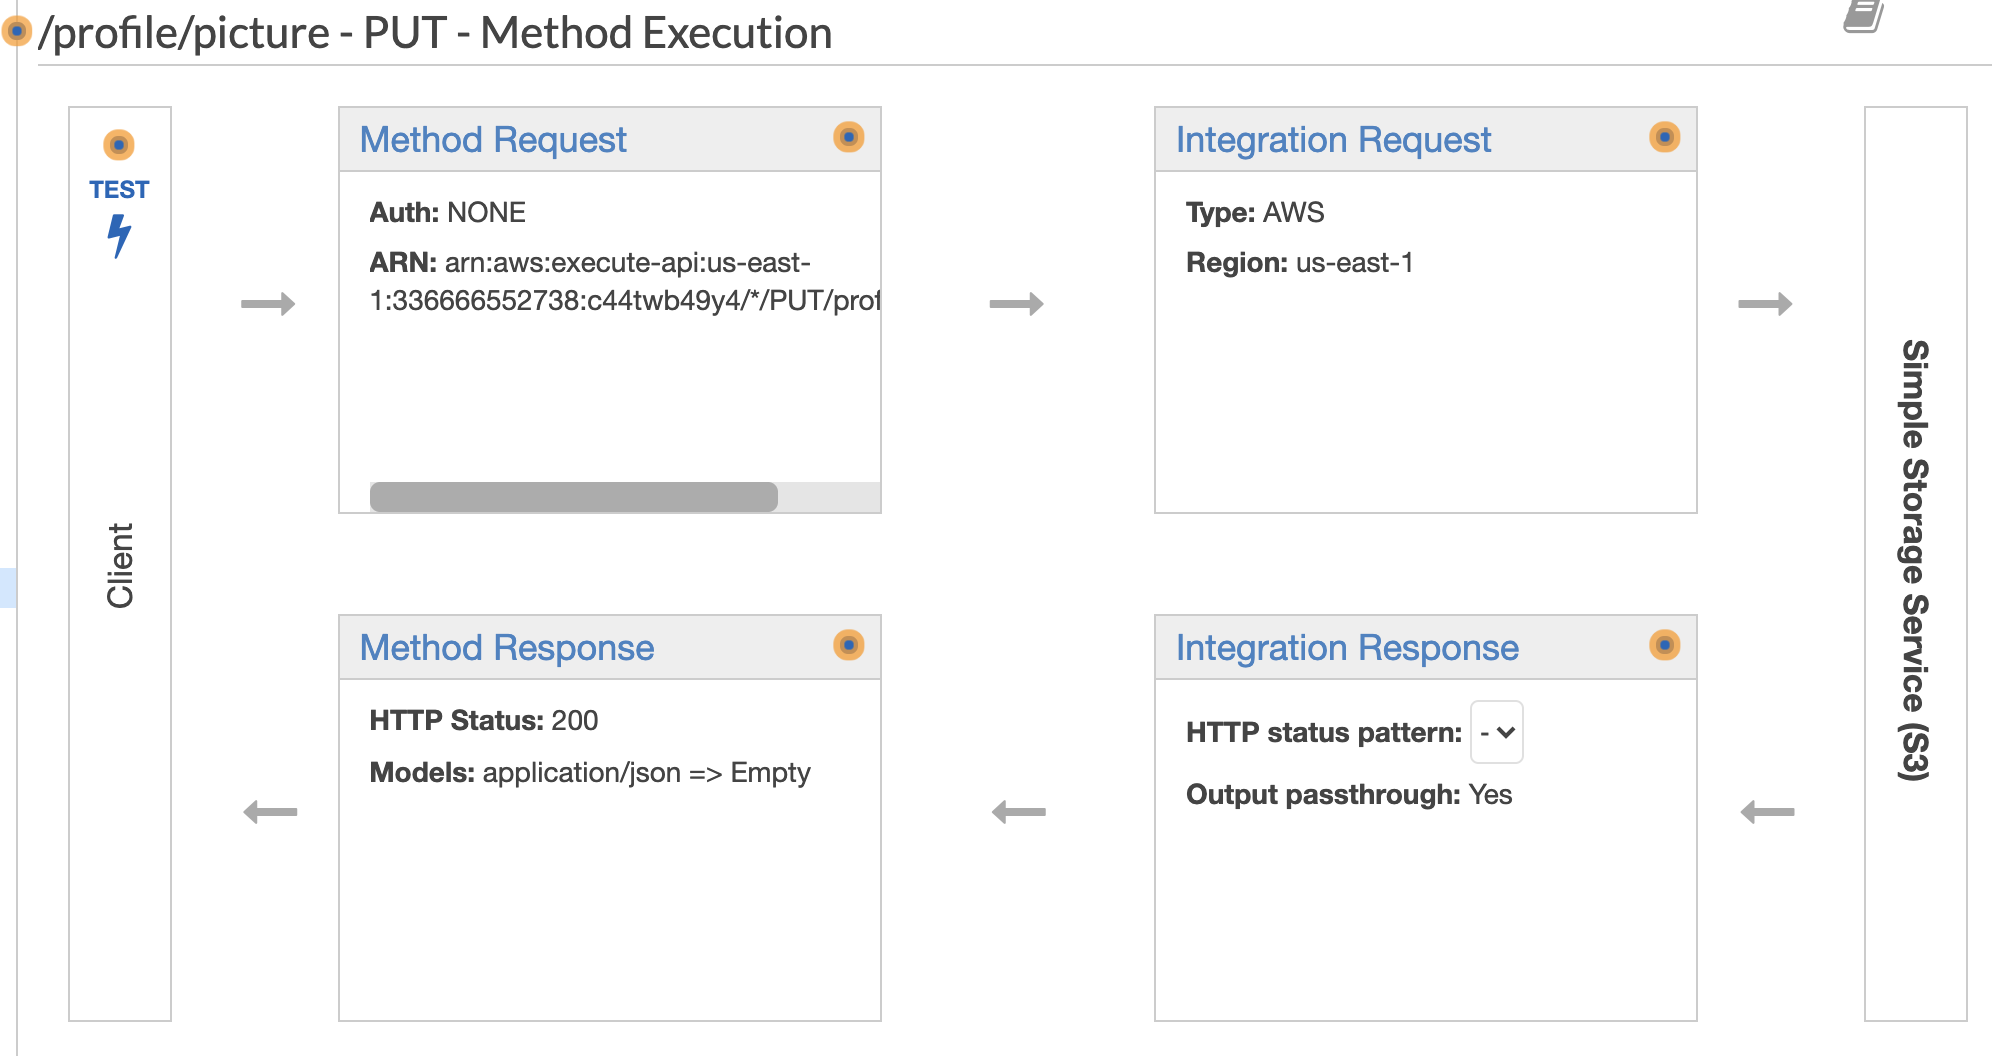 /profile/picture - PUT - Method Execution
TEST
Client
Method Request
Auth: NONE
ARN: arn:aws:execute-api:us-east-
1:336666552738:c44twb49y4/*/PUT/prof
Integration Request
Type: AWS
Region: us-east-1
Method Response
HTTP Status: 200
Models: application/json => Empty
Integration Response
HTTP status pattern: -
Output passthrough: Yes
Simple Storage Service (S3)